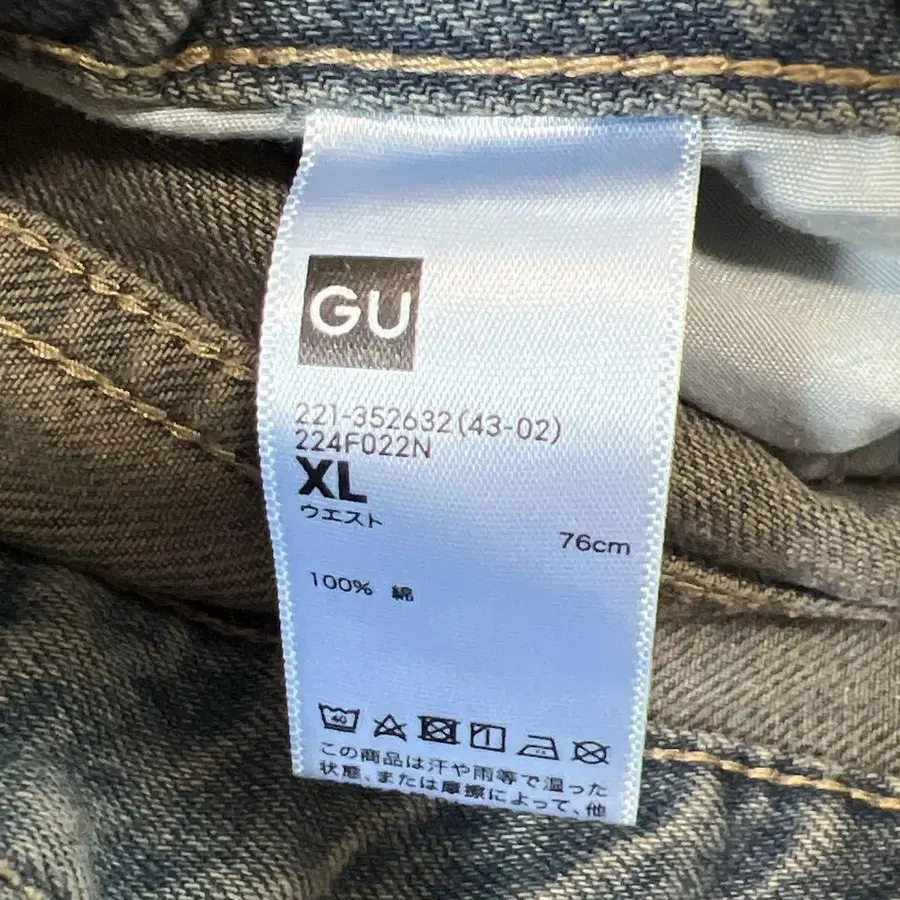 GU
221-352632(43-02)
224F022N
XL
ウエスト
76cm
100% 綿
40
この商品は汗や雨等で湿った
状態、または摩擦によって、他